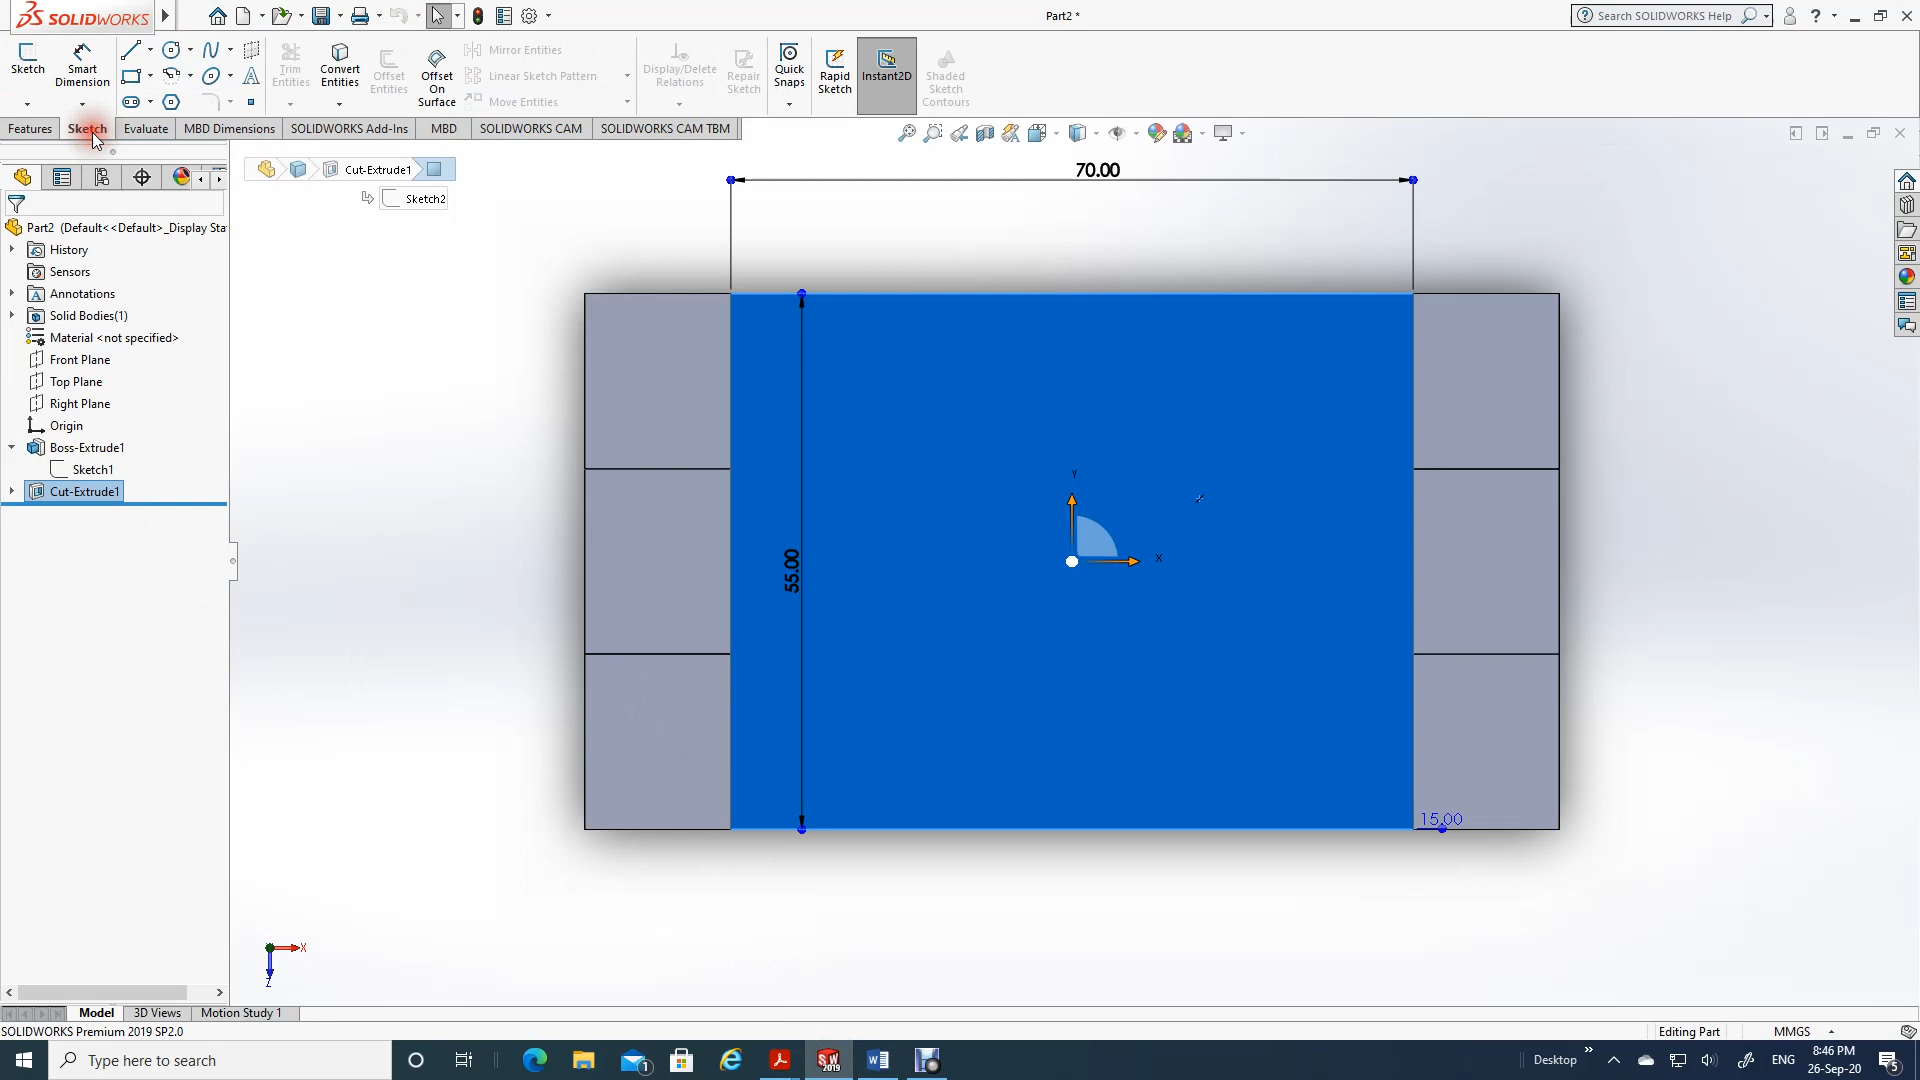 SOLIDWORKS
Part2 *
Search SOLIDWORKS Help
Sketch
Smart Dimension
Trim Entities
Convert Entities
Offset Entities
Offset On Surface
Mirror Entities
Linear Sketch Pattern
Move Entities
Display/Delete Relations
Repair Sketch
Quick Snaps
Rapid Sketch
Instant2D
Shaded Sketch Contours
Features
Sketch
Evaluate
MBD Dimensions
SOLIDWORKS Add-Ins
MBD
SOLIDWORKS CAM
SOLIDWORKS CAM TBM
Cut-Extrude1
Sketch2
Part2 (Default<<Default>_Display Sta
History
Sensors
Annotations
Solid Bodies(1)
Material <not specified>
Front Plane
Top Plane
Right Plane
Origin
Boss-Extrude1
Sketch1
Cut-Extrude1
70.00
55.00
15.00
Y
X
X
Z
Model
3D Views
Motion Study 1
SOLIDWORKS Premium 2019 SP2.0
Editing Part
MMGS
Type here to search
1
SW 2019
W
Desktop
ENG
8:46 PM
26-Sep-20
5